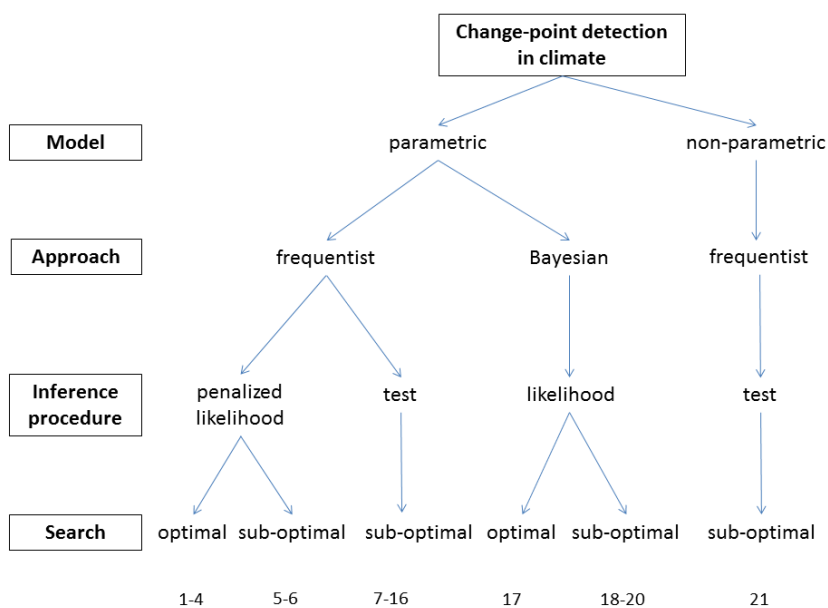 Change-point detection
in climate
Model
parametric
non-parametric
Approach
frequentist
Bayesian
frequentist
Inference
procedure
penalized
likelihood
test
likelihood
test
Search
optimal
sub-optimal
sub-optimal
optimal
sub-optimal
sub-optimal
1-4
5-6
7-16
17
18-20
21